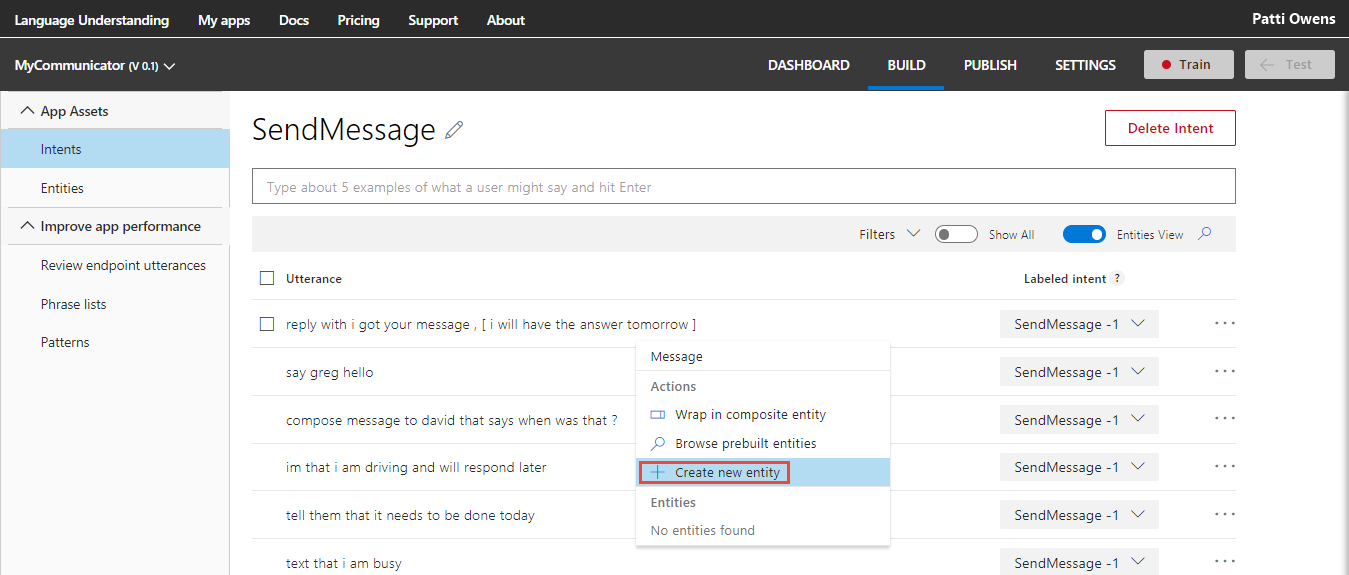 Language Understanding My apps Docs Pricing Support About Patti Owens
MyCommunicator (V 0.1) DASHBOARD BUILD PUBLISH SETTINGS Train Test
App Assets
Intents
Entities
Improve app performance
Review endpoint utterances
Phrase lists
Patterns
SendMessage
Delete Intent
Type about 5 examples of what a user might say and hit Enter
Filters Show All Entities View
Utterance Labeled intent ?
reply with i got your message , [ i will have the answer tomorrow ] SendMessage -1 ...
say greg hello SendMessage -1 ...
compose message to david that says when was that ? SendMessage -1 ...
im that i am driving and will respond later SendMessage -1 ...
tell them that it needs to be done today SendMessage -1 ...
text that i am busy SendMessage -1 ...
Message
Actions
Wrap in composite entity
Browse prebuilt entities
Create new entity
Entities
No entities found